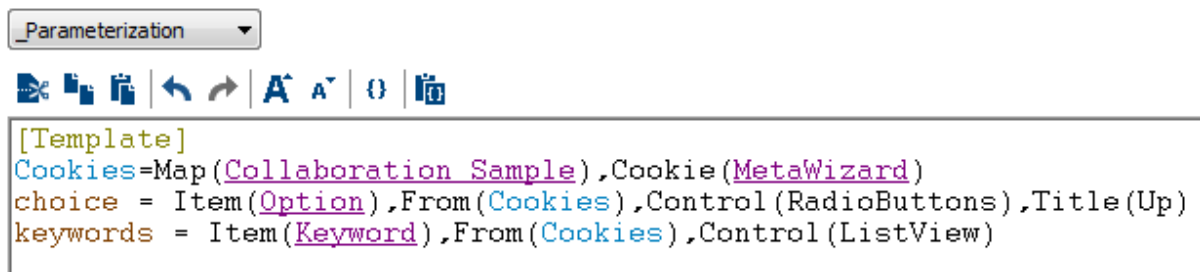 _Parameterization
A A {}
[Template]
Cookies=Map(Collaboration Sample),Cookie(MetaWizard)
choice = Item(Option),From(Cookies),Control(RadioButtons),Title(Up)
keywords = Item(Keyword),From(Cookies),Control(ListView)